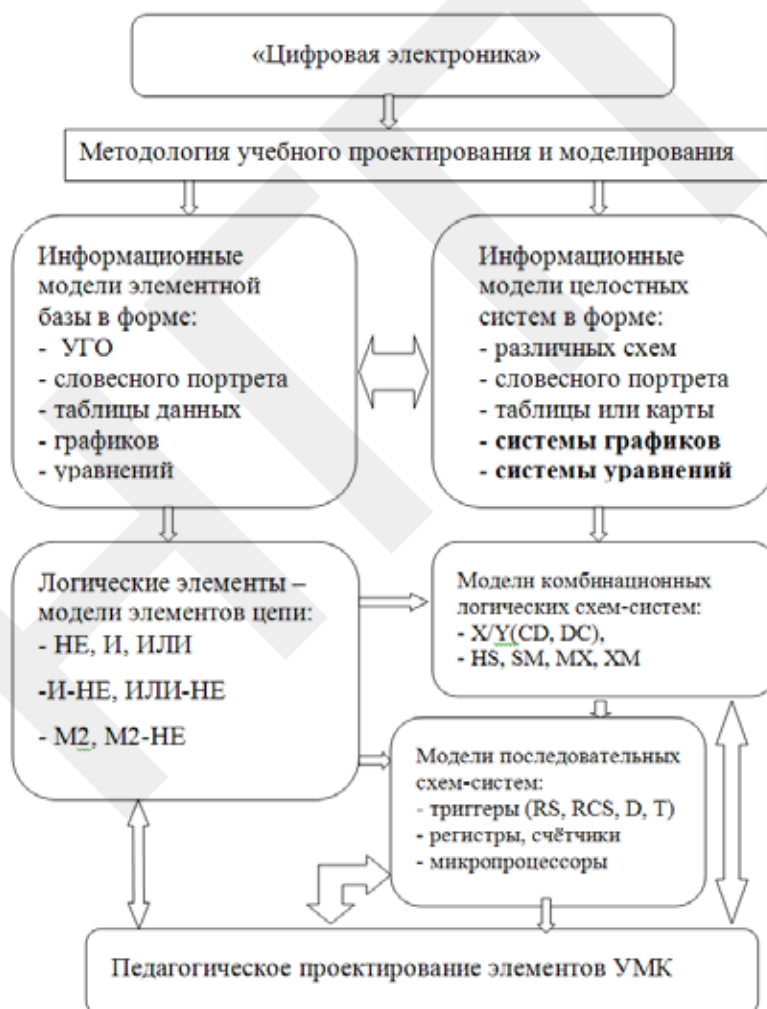 «Цифровая электроника»
Методология учебного проектирования и моделирования
Информационные
модели элементной
базы в форме:
- УГО
- словесного портрета
- таблицы данных
- графиков
- уравнений
Информационные
модели целостных
систем в форме:
- различных схем
- словесного портрета
- таблицы или карты
- системы графиков
- системы уравнений
Логические элементы –
модели элементов цепи:
- НЕ, И, ИЛИ
-И-НЕ, ИЛИ-НЕ
- М2, М2-НЕ
Модели комбинационных
логических схем-систем:
- X/Y(CD, DC),
- HS, SM, MX, XM
Модели последовательных
схем-систем:
- триггеры (RS, RCS, D, T)
- регистры, счётчики
- микропроцессоры
Педагогическое проектирование элементов УМК